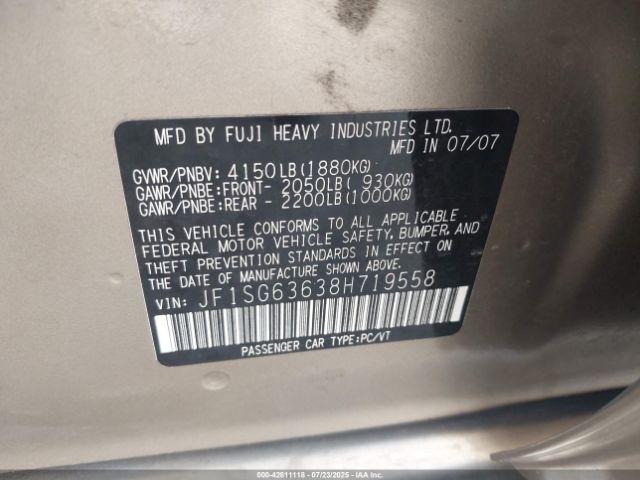 MFD BY FUJI HEAVY INDUSTRIES LTD.
MFD IN 07/07
GVWR/PNBV: 4150LB(1880KG)
GAWR/PNBE:FRONT- 2050LB( 930KG)
GAWR/PNBE:REAR - 2200LB(1000KG)
THIS VEHICLE CONFORMS TO ALL APPLICABLE
FEDERAL MOTOR VEHICLE SAFETY, BUMPER, AND
THEFT PREVENTION STANDARDS IN EFFECT ON
THE DATE OF MANUFACTURE SHOWN ABOVE.
VIN: JF1SG63638H719558
PASSENGER CAR TYPE:PC/VT
000-42811118 | 07/23/2025 | IAAI.COM